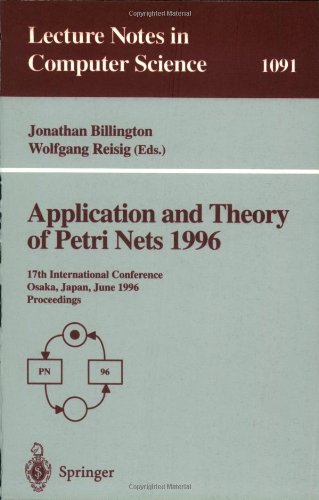 Lecture Notes in
Computer Science 1091
Jonathan Billington
Wolfgang Reisig (Eds.)
Application and Theory
of Petri Nets 1996
17th International Conference
Osaka, Japan, June 1996
Proceedings
PN 96
Springer